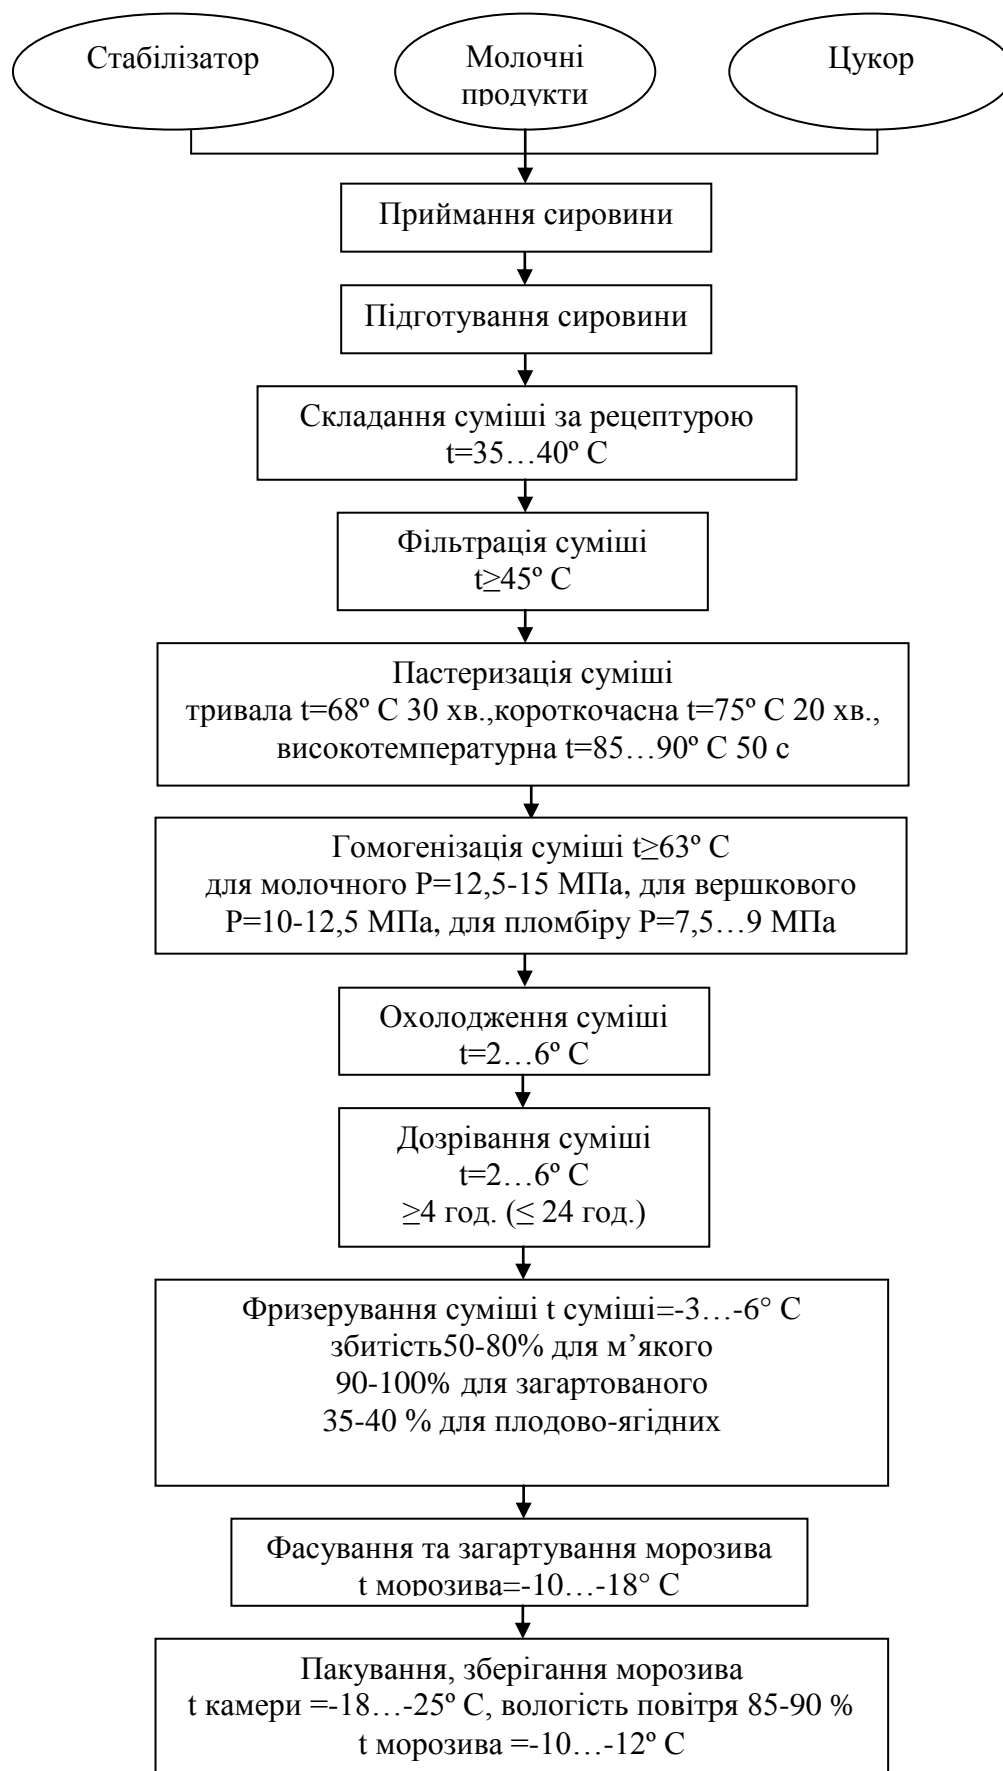 Стабілізатор
Молочні
продукти
Цукор
Приймання сировини
Підготування сировини
Складання суміші за рецептурою
t=35…40º С
Фільтрація суміші
t≥45º С
Пастеризація суміші
тривала t=68º С 30 хв.,короткочасна t=75º С 20 хв.,
високотемпературна t=85…90º С 50 с
Гомогенізація суміші t≥63º С
для молочного Р=12,5-15 МПа, для вершкового
Р=10-12,5 МПа, для пломбіру Р=7,5…9 МПа
Охолодження суміші
t=2…6º С
Дозрівання суміші
t=2…6º С
≥4 год. (≤ 24 год.)
Фризерування суміші t суміші=-3…-6° С
збитість50-80% для м’якого
90-100% для загартованого
35-40 % для плодово-ягідних
Фасування та загартування морозива
t морозива=-10…-18° С
Пакування, зберігання морозива
t камери =-18…-25º С, вологість повітря 85-90 %
t морозива =-10…-12º С